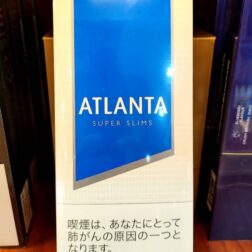 ATLANTA
SUPER SLIMS
喫煙は、あなたにとって
肺がんの原因の一つと
なります。